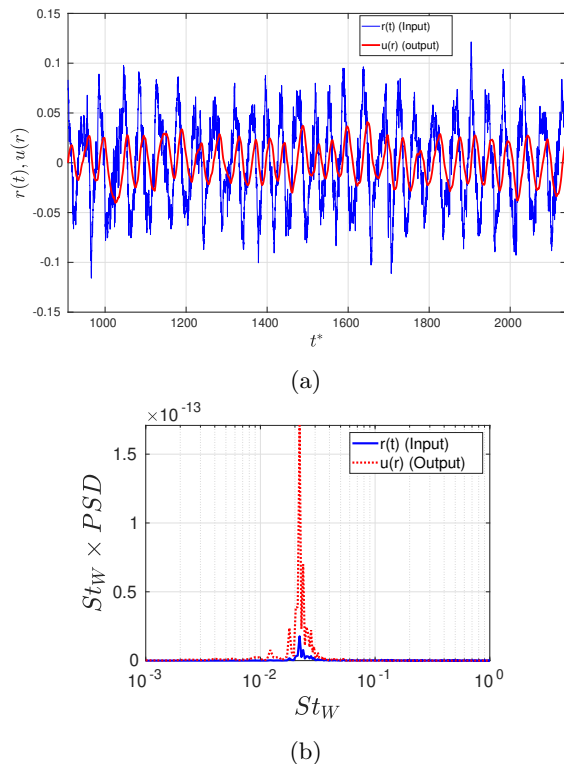 0.15
0.1
0.05
0
-0.05
-0.1
-0.15
r(t), u(r)
r(t) (Input)
u(r) (output)
1000 1200 1400 1600 1800 2000
t*
(a)
×10 -13
1.5
1
0.5
0
St_W × PSD
r(t) (Input)
u(r) (Output)
10 -3 10 -2 10 -1 10 0
St_W
(b)